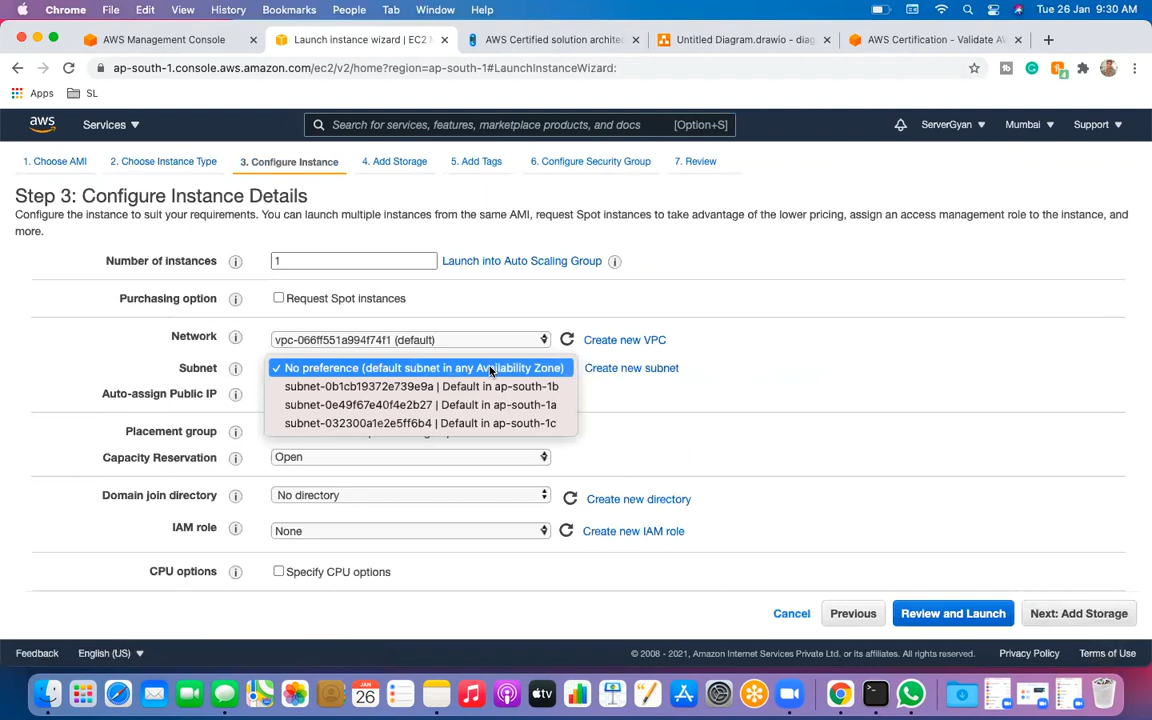 Chrome File Edit View History Bookmarks People Tab Window Help Tue 26 Jan 9:30 AM
AWS Management Console
Launch instance wizard | EC2 M
AWS Certified solution archite
Untitled Diagram.drawio - diag
AWS Certification - Validate AV
ap-south-1.console.aws.amazon.com/ec2/v2/home?region=ap-south-1#LaunchInstanceWizard:
Apps SL
aws Services Search for services, features, marketplace products, and docs [Option+S] ServerGyan Mumbai Support
1. Choose AMI 2. Choose Instance Type 3. Configure Instance 4. Add Storage 5. Add Tags 6. Configure Security Group 7. Review
Step 3: Configure Instance Details
Configure the instance to suit your requirements. You can launch multiple instances from the same AMI, request Spot instances to take advantage of the lower pricing, assign an access management role to the instance, and
more.
Number of instances 1 Launch into Auto Scaling Group
Purchasing option Request Spot instances
Network vpc-066ff551a994f74f1 (default) Create new VPC
Subnet No preference (default subnet in any Availability Zone) Create new subnet
subnet-0b1cb19372e739e9a | Default in ap-south-1b
Auto-assign Public IP
subnet-0e49f67e40f4e2b27 | Default in ap-south-1a
subnet-032300a1e2e5ff6b4 | Default in ap-south-1c
Placement group
Capacity Reservation Open
Domain join directory No directory Create new directory
IAM role None Create new IAM role
CPU options Specify CPU options
Cancel Previous Review and Launch Next: Add Storage
Feedback English (US) © 2008 - 2021, Amazon Internet Services Private Ltd. or its affiliates. All rights reserved. Privacy Policy Terms of Use